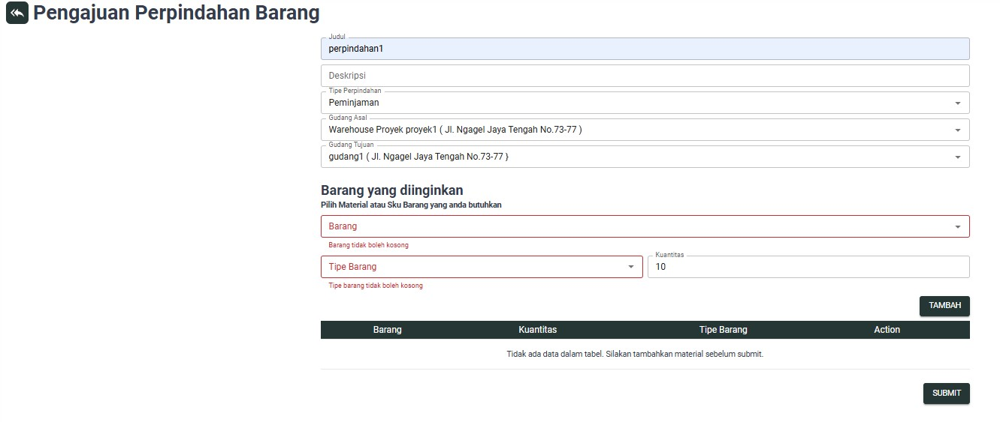 Pengajuan Perpindahan Barang
Judul
perpindahan1
Deskripsi
Tipe Perpindahan
Peminjaman
Gudang Asal
Warehouse Proyek proyek1 ( Jl. Ngagel Jaya Tengah No.73-77 )
Gudang Tujuan
gudang1 ( Jl. Ngagel Jaya Tengah No.73-77 )
Barang yang diinginkan
Pilih Material atau Sku Barang yang anda butuhkan
Barang
Barang tidak boleh kosong
Tipe Barang
Kuantitas
10
Tipe barang tidak boleh kosong
TAMBAH
Barang Kuantitas Tipe Barang Action
Tidak ada data dalam tabel. Silakan tambahkan material sebelum submit.
SUBMIT